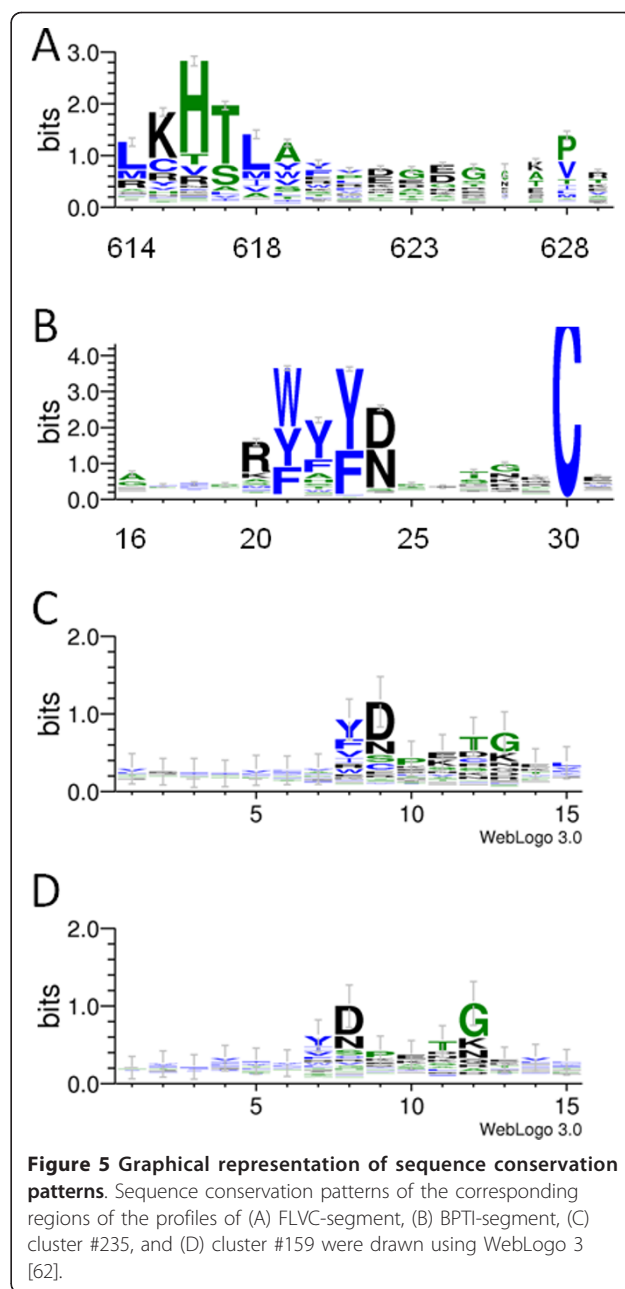 A
bits
3.0
2.0
1.0
0.0
L K H T L A P
614 618 623 628
B
bits
4.0
3.0
2.0
1.0
0.0
R W Y Y D C
Y F F N
F
16 20 25 30
C
bits
2.0
1.0
0.0
Y D T G
5 10 15
WebLogo 3.0
D
bits
2.0
1.0
0.0
Y D T G
5 10 15
WebLogo 3.0
Figure 5 Graphical representation of sequence conservation
patterns. Sequence conservation patterns of the corresponding
regions of the profiles of (A) FLVC-segment, (B) BPTI-segment, (C)
cluster #235, and (D) cluster #159 were drawn using WebLogo 3
[62].